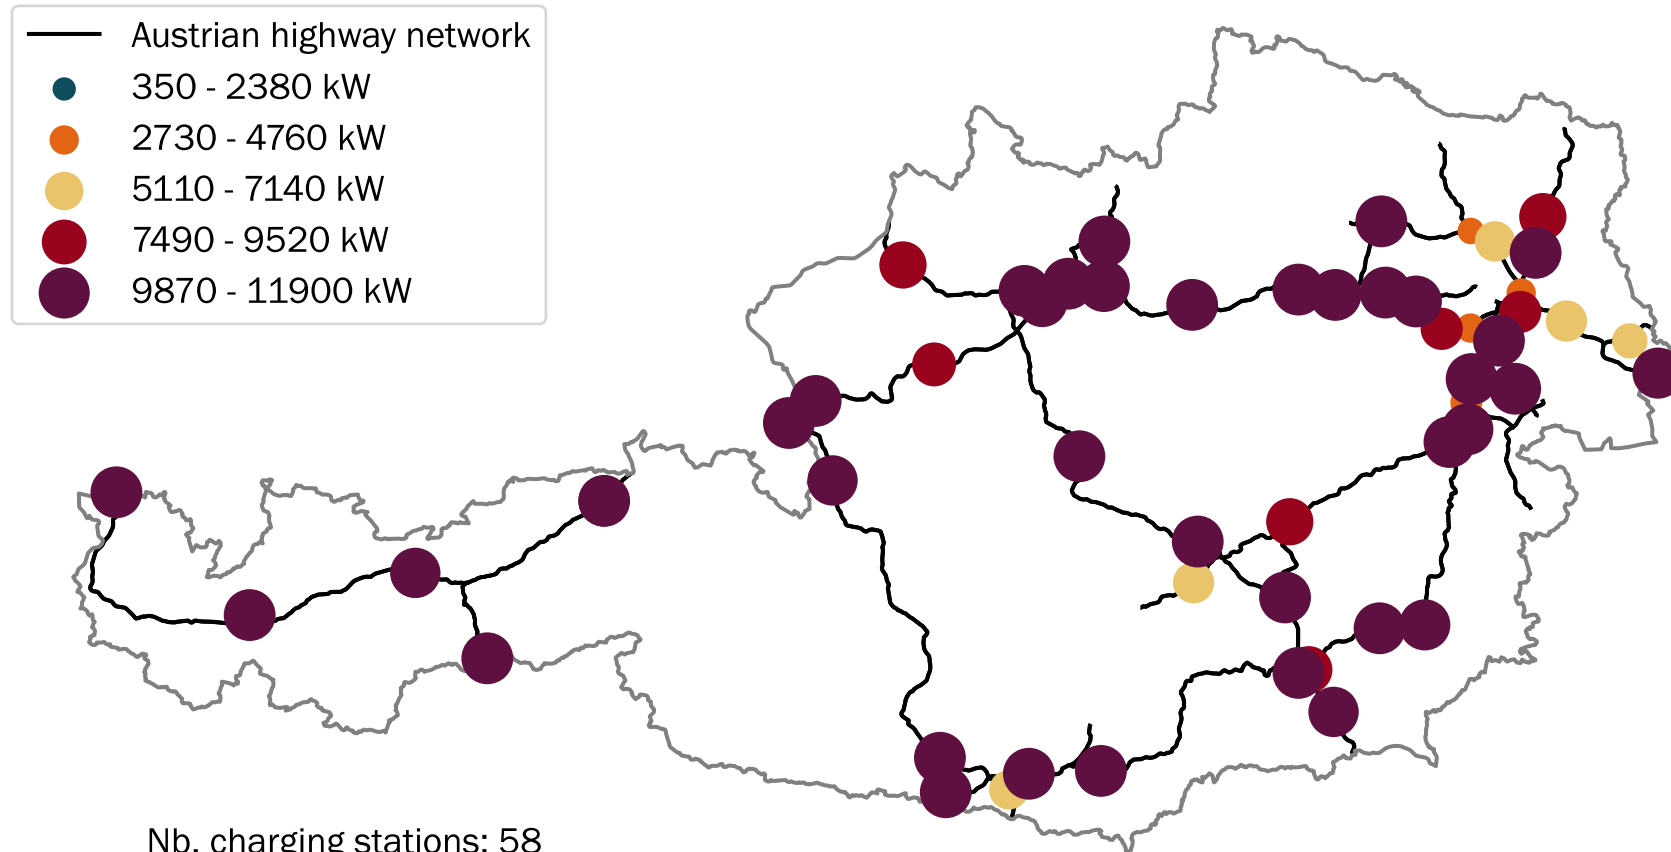 Austrian highway network
350 - 2380 kW
2730 - 4760 kW
5110 - 7140 kW
7490 - 9520 kW
9870 - 11900 kW
Nb. charging stations: 58